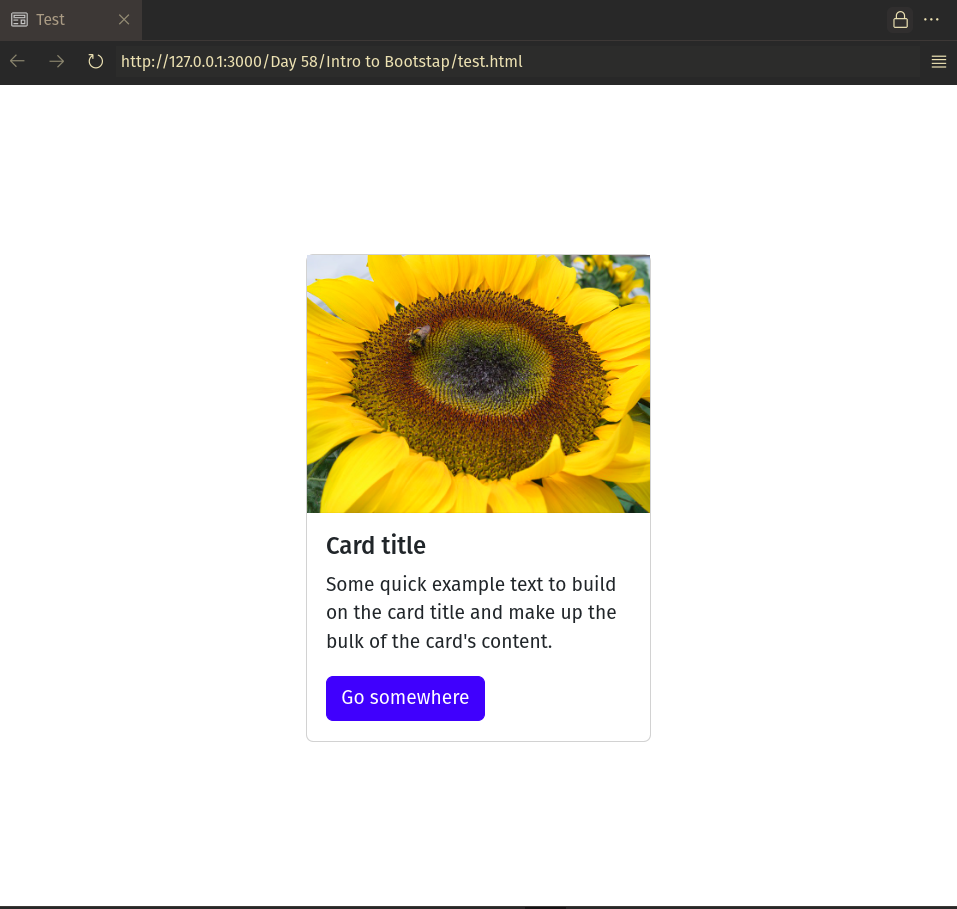 Test
http://127.0.0.1:3000/Day 58/Intro to Bootstap/test.html
Card title
Some quick example text to build
on the card title and make up the
bulk of the card's content.
Go somewhere